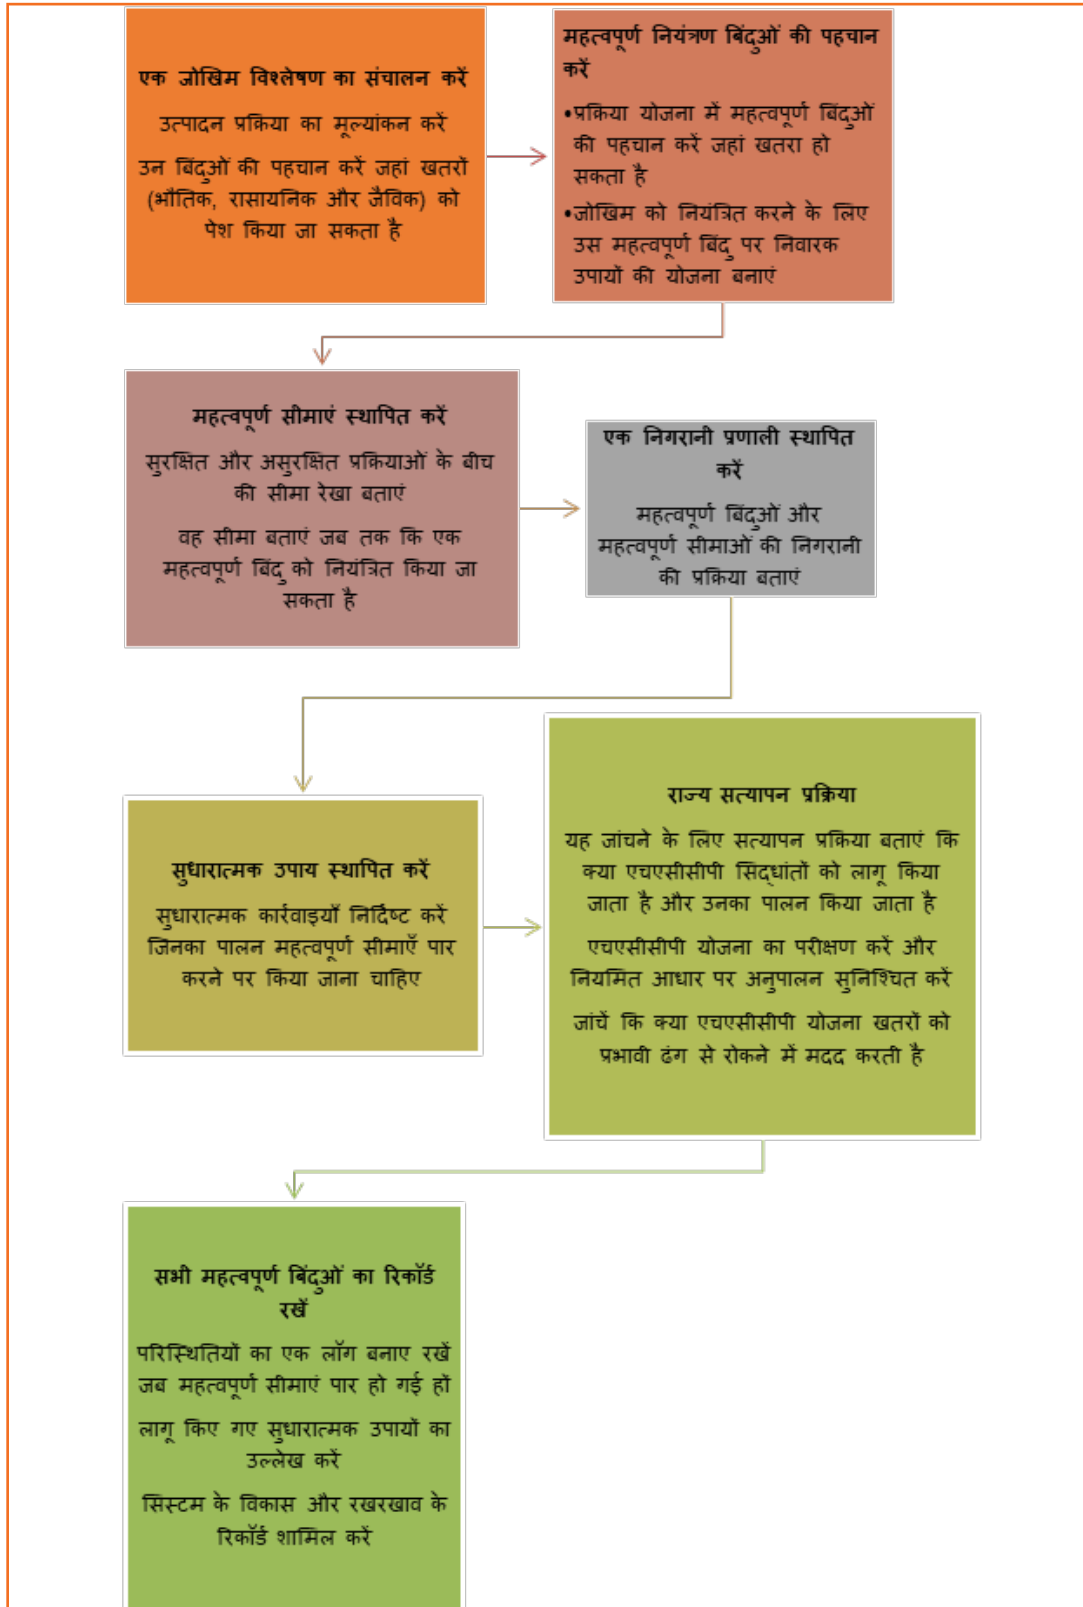 एक जोखिम विश्लेषण का संचालन करें
उत्पादन प्रक्रिया का मूल्यांकन करें
उन बिंदुओं की पहचान करें जहां खतरों
(भौतिक, रासायनिक और जैविक) को
पेश किया जा सकता है
महत्वपूर्ण नियंत्रण बिंदुओं की पहचान
करें
•प्रक्रिया योजना में महत्वपूर्ण बिंदुओं
की पहचान करें जहां खतरा हो
सकता है
•जोखिम को नियंत्रित करने के लिए
उस महत्वपूर्ण बिंदु पर निवारक
उपायों की योजना बनाएं
महत्वपूर्ण सीमाएं स्थापित करें
सुरक्षित और असुरक्षित प्रक्रियाओं के बीच
की सीमा रेखा बताएं
वह सीमा बताएं जब तक कि एक
महत्वपूर्ण बिंदु को नियंत्रित किया जा
सकता है
एक निगरानी प्रणाली स्थापित
करें
महत्वपूर्ण बिंदुओं और
महत्वपूर्ण सीमाओं की निगरानी
की प्रक्रिया बताएं
सुधारात्मक उपाय स्थापित करें
सुधारात्मक कार्रवाइयाँ निर्दिष्ट करें
जिनका पालन महत्वपूर्ण सीमाएँ पार
करने पर किया जाना चाहिए
राज्य सत्यापन प्रक्रिया
यह जांचने के लिए सत्यापन प्रक्रिया बताएं कि
क्या एचएसीसीपी सिद्धांतों को लागू किया
जाता है और उनका पालन किया जाता है
एचएसीसीपी योजना का परीक्षण करें और
नियमित आधार पर अनुपालन सुनिश्चित करें
जांचें कि क्या एचएसीसीपी योजना खतरों को
प्रभावी ढंग से रोकने में मदद करती है
सभी महत्वपूर्ण बिंदुओं का रिकॉर्ड
रखें
परिस्थितियों का एक लॉग बनाए रखें
जब महत्वपूर्ण सीमाएं पार हो गई हों
लागू किए गए सुधारात्मक उपायों का
उल्लेख करें
सिस्टम के विकास और रखरखाव के
रिकॉर्ड शामिल करें